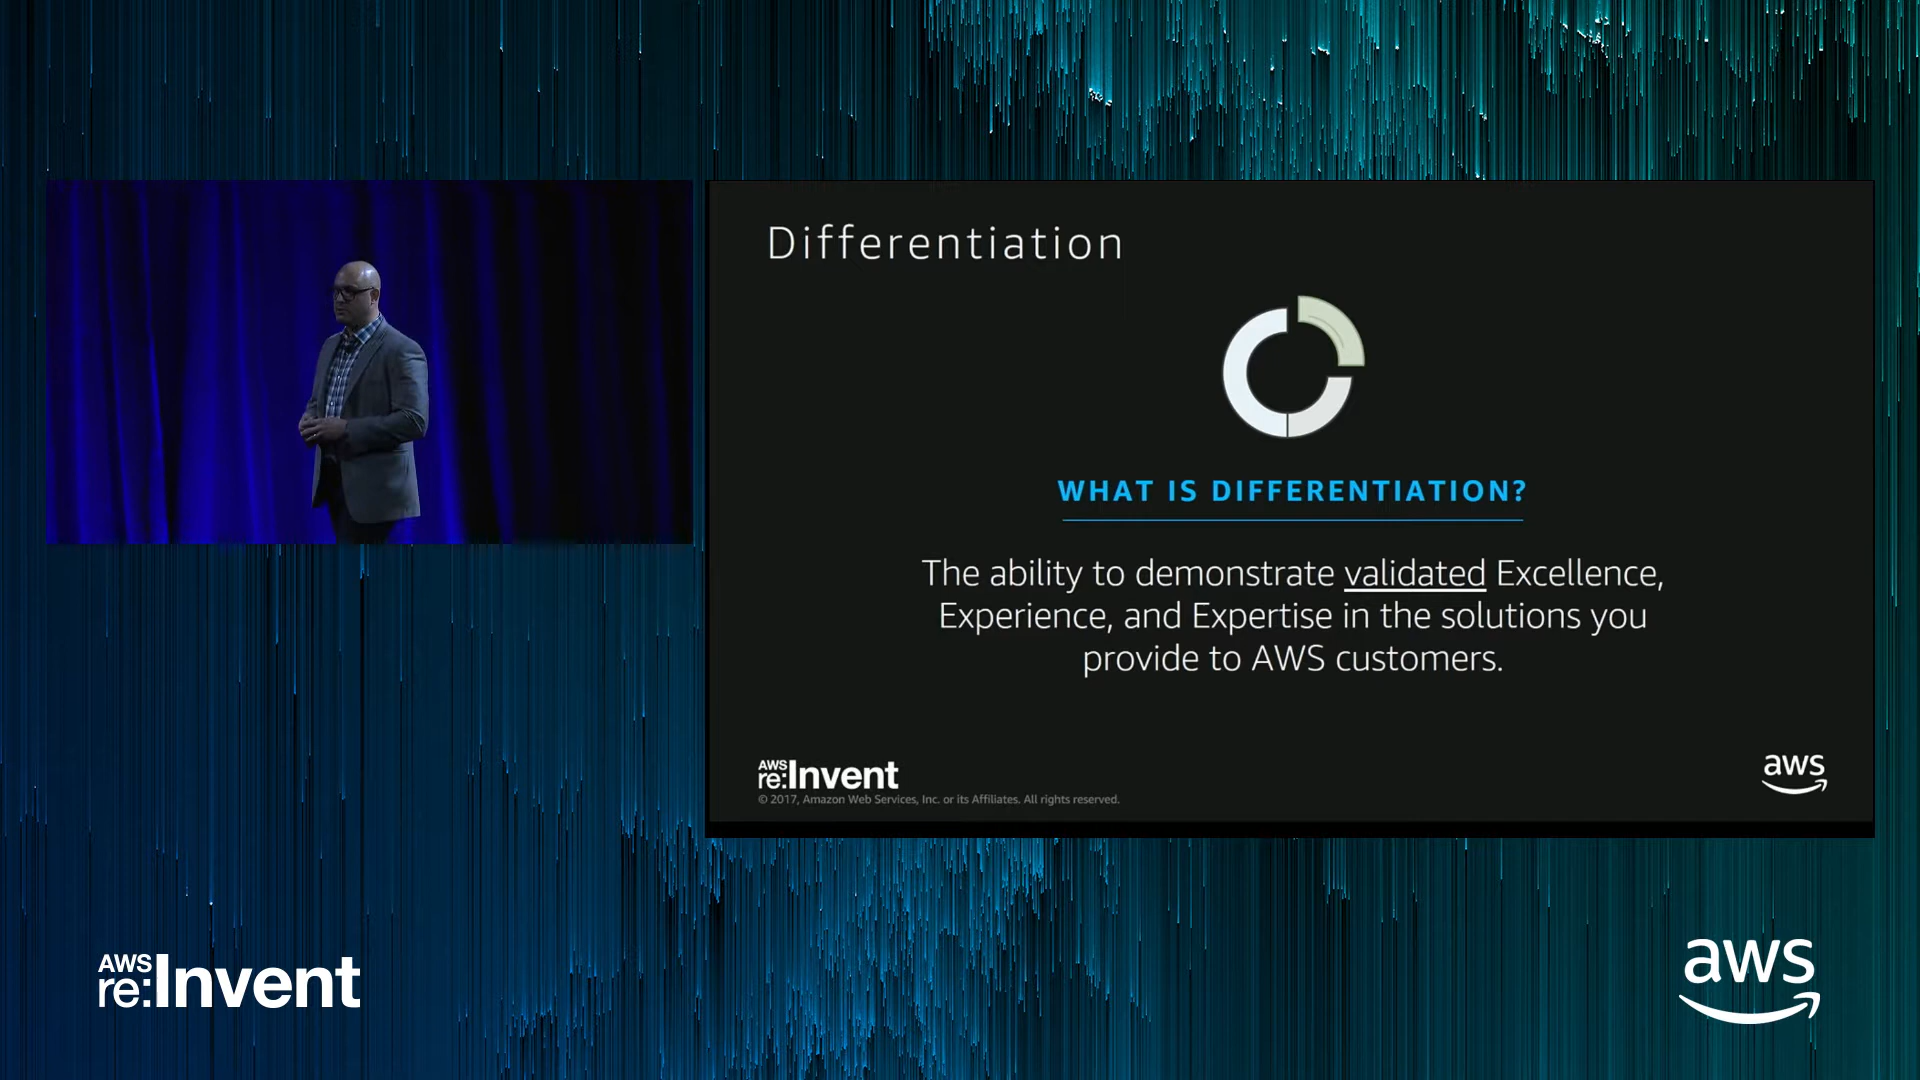 Differentiation
WHAT IS DIFFERENTIATION?
The ability to demonstrate validated Excellence,
Experience, and Expertise in the solutions you
provide to AWS customers.
AWS
re:Invent
© 2017, Amazon Web Services, Inc. or its Affiliates. All rights reserved.
aws
AWS
re:Invent
aws